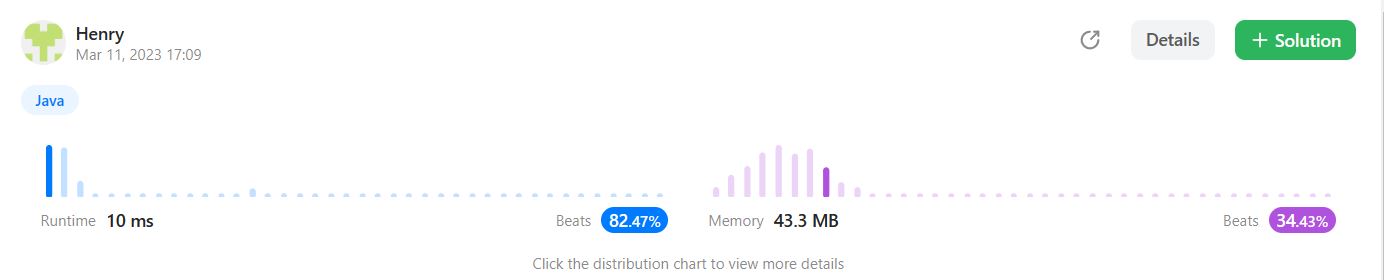 Henry
Mar 11, 2023 17:09
Details
+ Solution
Java
Runtime 10 ms Beats 82.47%
Memory 43.3 MB Beats 34.43%
Click the distribution chart to view more details